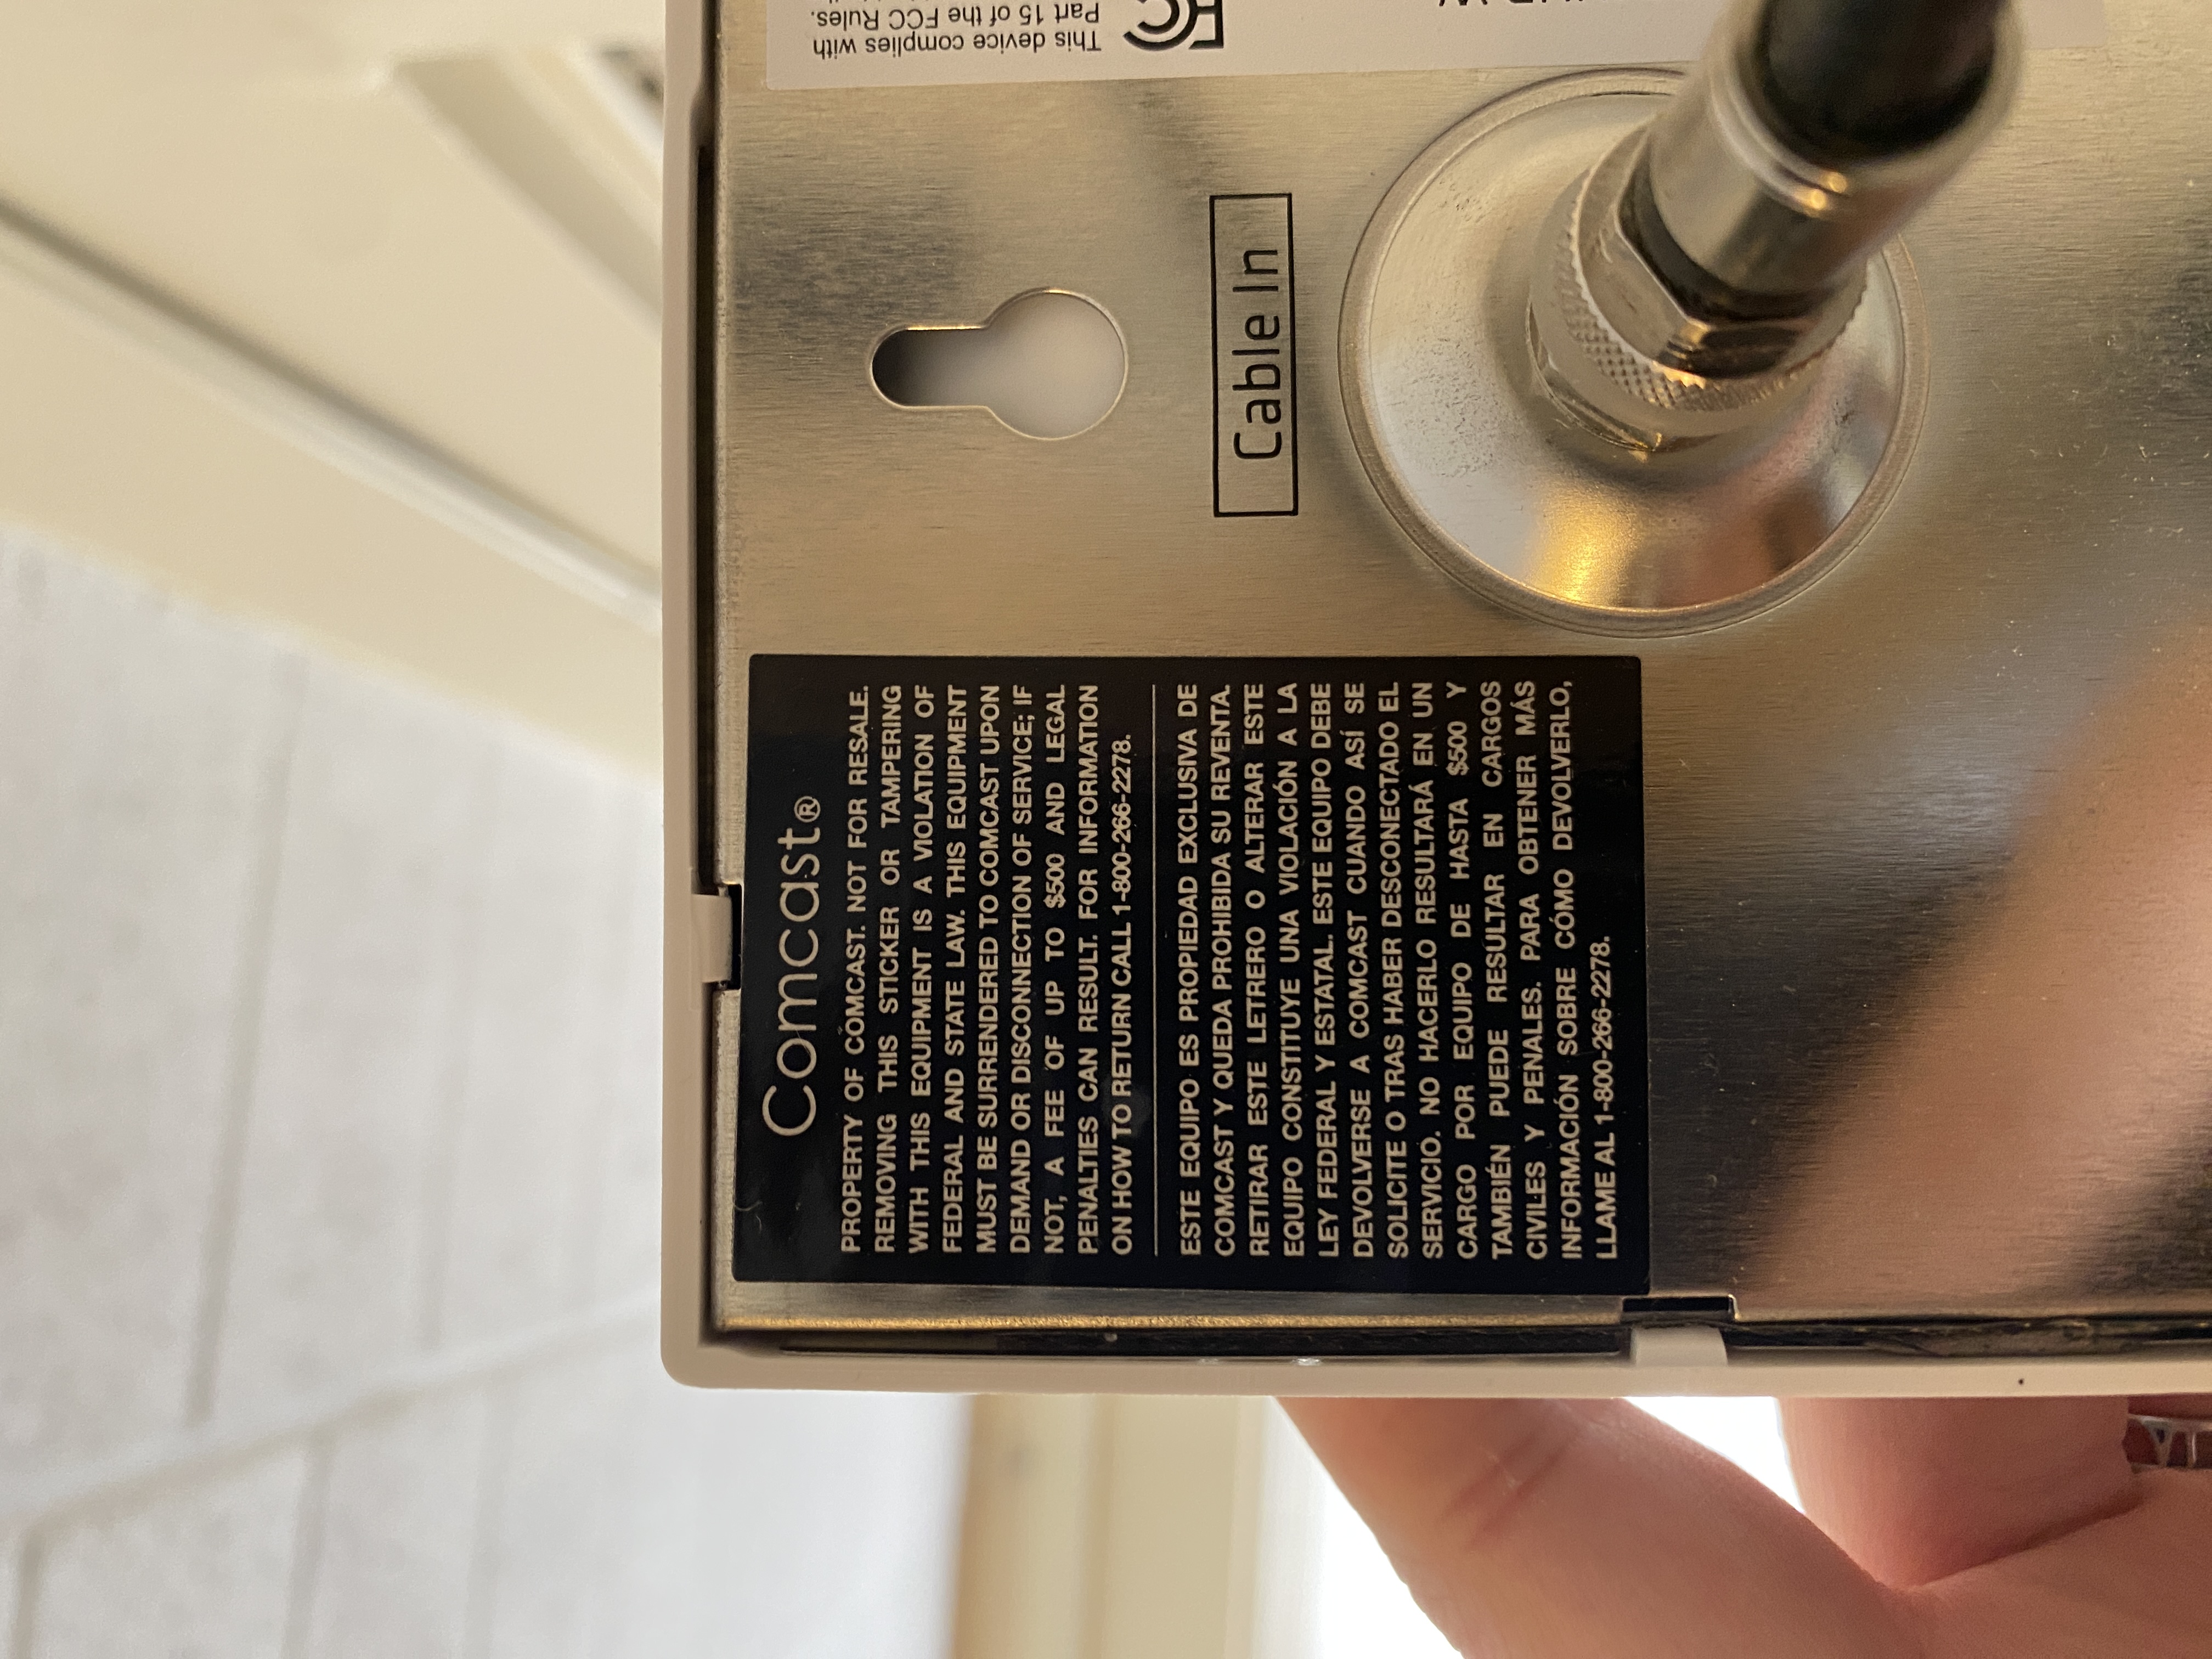 Comcast®
PROPERTY OF COMCAST. NOT FOR RESALE.
REMOVING THIS STICKER OR TAMPERING
WITH THIS EQUIPMENT IS A VIOLATION OF
FEDERAL AND STATE LAW. THIS EQUIPMENT
MUST BE SURRENDERED TO COMCAST UPON
DEMAND OR DISCONNECTION OF SERVICE; IF
NOT, A FEE OF UP TO $500 AND LEGAL
PENALTIES CAN RESULT. FOR INFORMATION
ON HOW TO RETURN CALL 1-800-266-2278.
ESTE EQUIPO ES PROPIEDAD EXCLUSIVA DE
COMCAST Y QUEDA PROHIBIDA SU REVENTA.
RETIRAR ESTE LETRERO O ALTERAR ESTE
EQUIPO CONSTITUYE UNA VIOLACIÓN A LA
LEY FEDERAL Y ESTATAL. ESTE EQUIPO DEBE
DEVOLVERSE A COMCAST CUANDO ASÍ SE
SOLICITE O TRAS HABER DESCONECTADO EL
SERVICIO. NO HACERLO RESULTARÁ EN UN
CARGO POR EQUIPO DE HASTA $500 Y
TAMBIÉN PUEDE RESULTAR EN CARGOS
CIVILES Y PENALES. PARA OBTENER MÁS
INFORMACIÓN SOBRE CÓMO DEVOLVERLO,
LLAME AL 1-800-266-2278.
Cable In
FC
This device complies with
Part 15 of the FCC Rules.